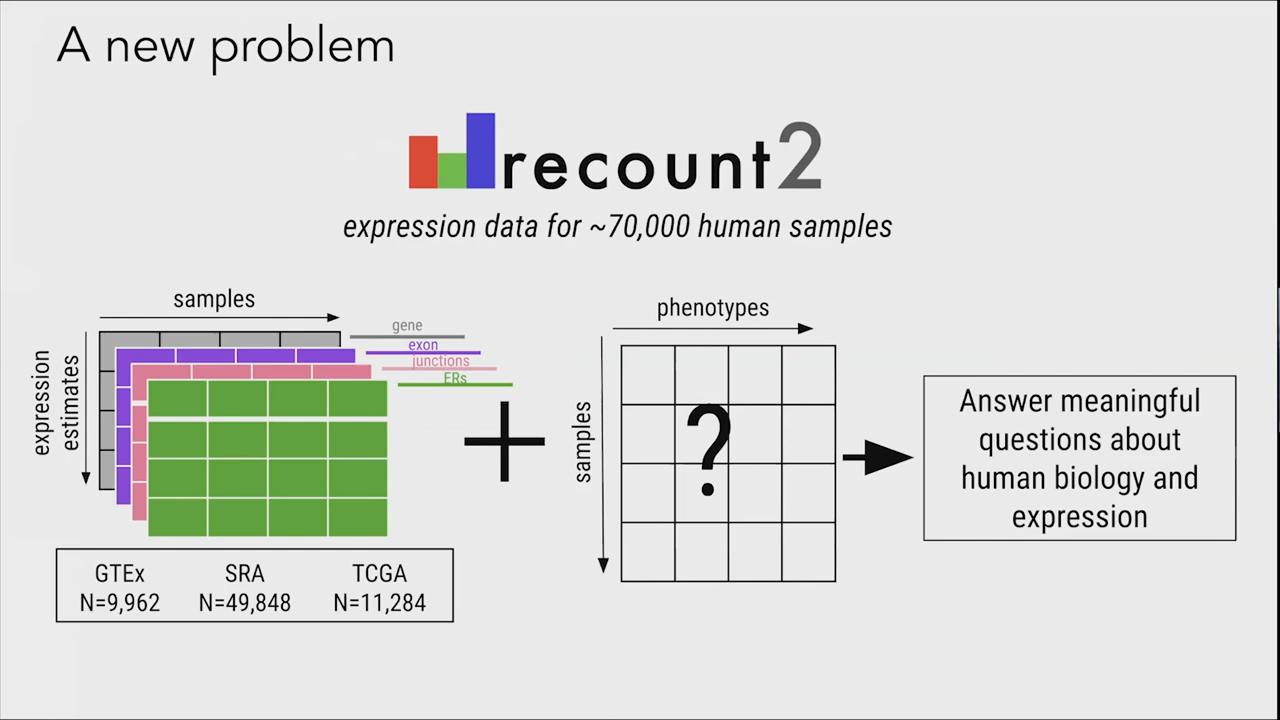 A new problem
recount2
expression data for ~70,000 human samples
samples
expression
estimates
gene
exon
junctions
ERs
GTEx SRA TCGA
N=9,962 N=49,848 N=11,284
phenotypes
samples
?
Answer meaningful
questions about
human biology and
expression